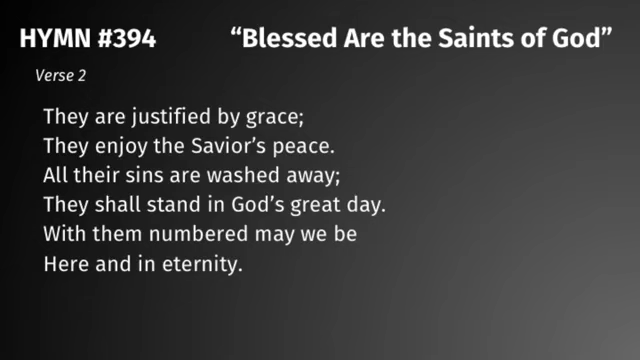 HYMN #394 “Blessed Are the Saints of God”
Verse 2
They are justified by grace;
They enjoy the Savior’s peace.
All their sins are washed away;
They shall stand in God’s great day.
With them numbered may we be
Here and in eternity.